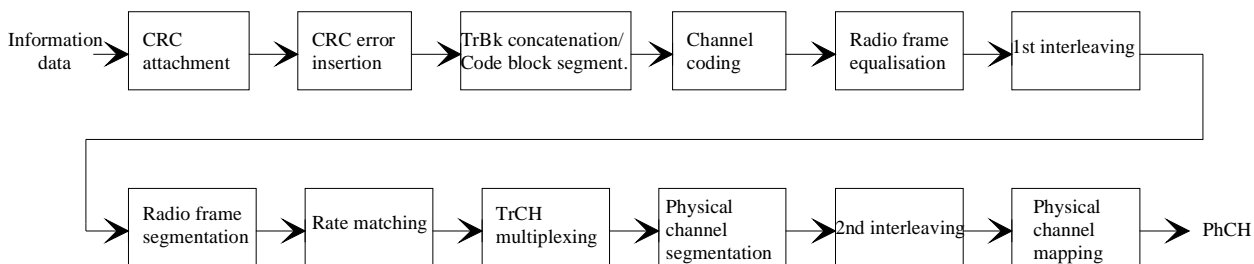 Information
data
CRC
attachment
CRC error
insertion
TrBk concatenation/
Code block segment.
Channel
coding
Radio frame
equalisation
1st interleaving
Radio frame
segmentation
Rate matching
TrCH
multiplexing
Physical
channel
segmentation
2nd interleaving
Physical
channel
mapping
PhCH